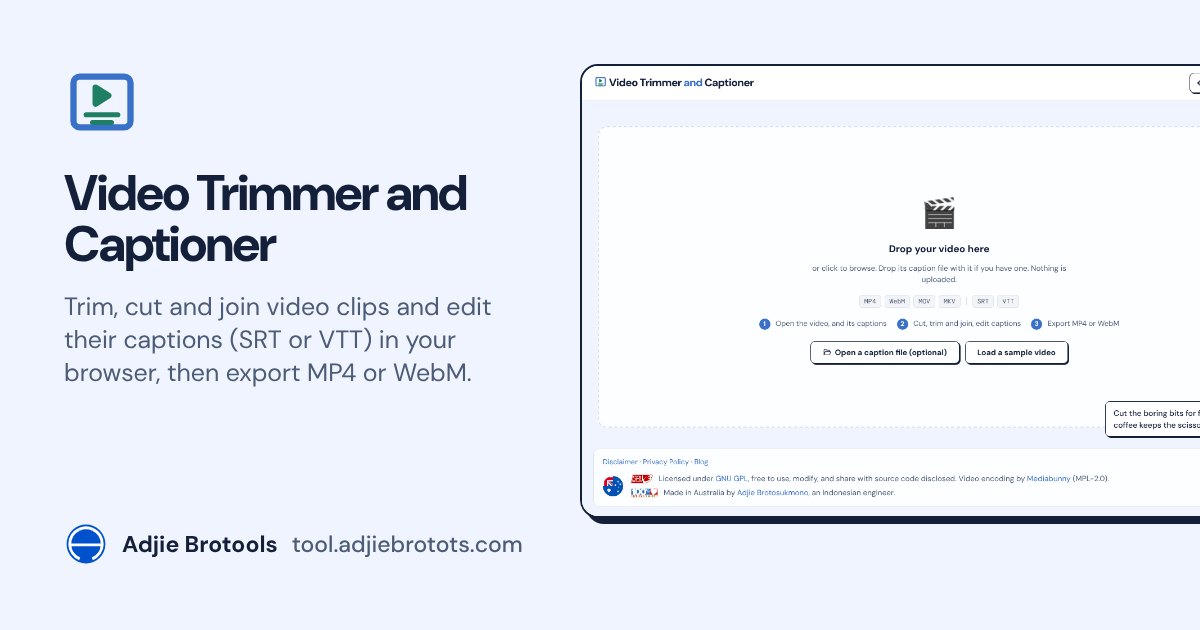 Video Trimmer and
Captioner
Trim, cut and join video clips and edit
their captions (SRT or VTT) in your
browser, then export MP4 or WebM.
Adjie Brotools tool.adjiebrotots.com
Video Trimmer and Captioner
Drop your video here
or click to browse. Drop its caption file with it if you have one. Nothing is
uploaded.
MP4 WebM MOV MKV SRT VTT
1 Open the video, and its captions 2 Cut, trim and join, edit captions 3 Export MP4 or WebM
Open a caption file (optional) Load a sample video
Cut the boring bits for
coffee keeps the
Disclaimer · Privacy Policy · Blog
Licensed under GNU GPL, free to use, modify, and share with source code disclosed. Video encoding by Mediabunny (MPL-2.0).
Made in Australia by Adjie Brotosukmono, an Indonesian engineer.